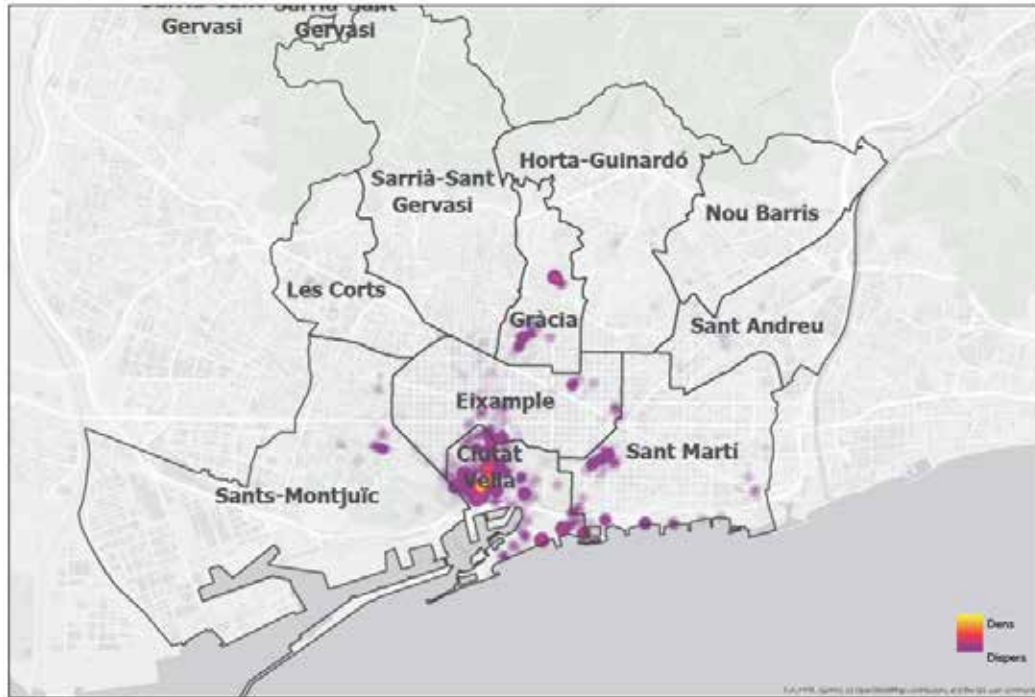 Gervasi
Gervasi
Horta-Guinardó
Sarrià-Sant
Gervasi
Nou Barris
Les Corts
Gràcia
Sant Andreu
Eixample
Ciutat
Vella
Sant Martí
Sants-Montjuïc
Dens
Dispers